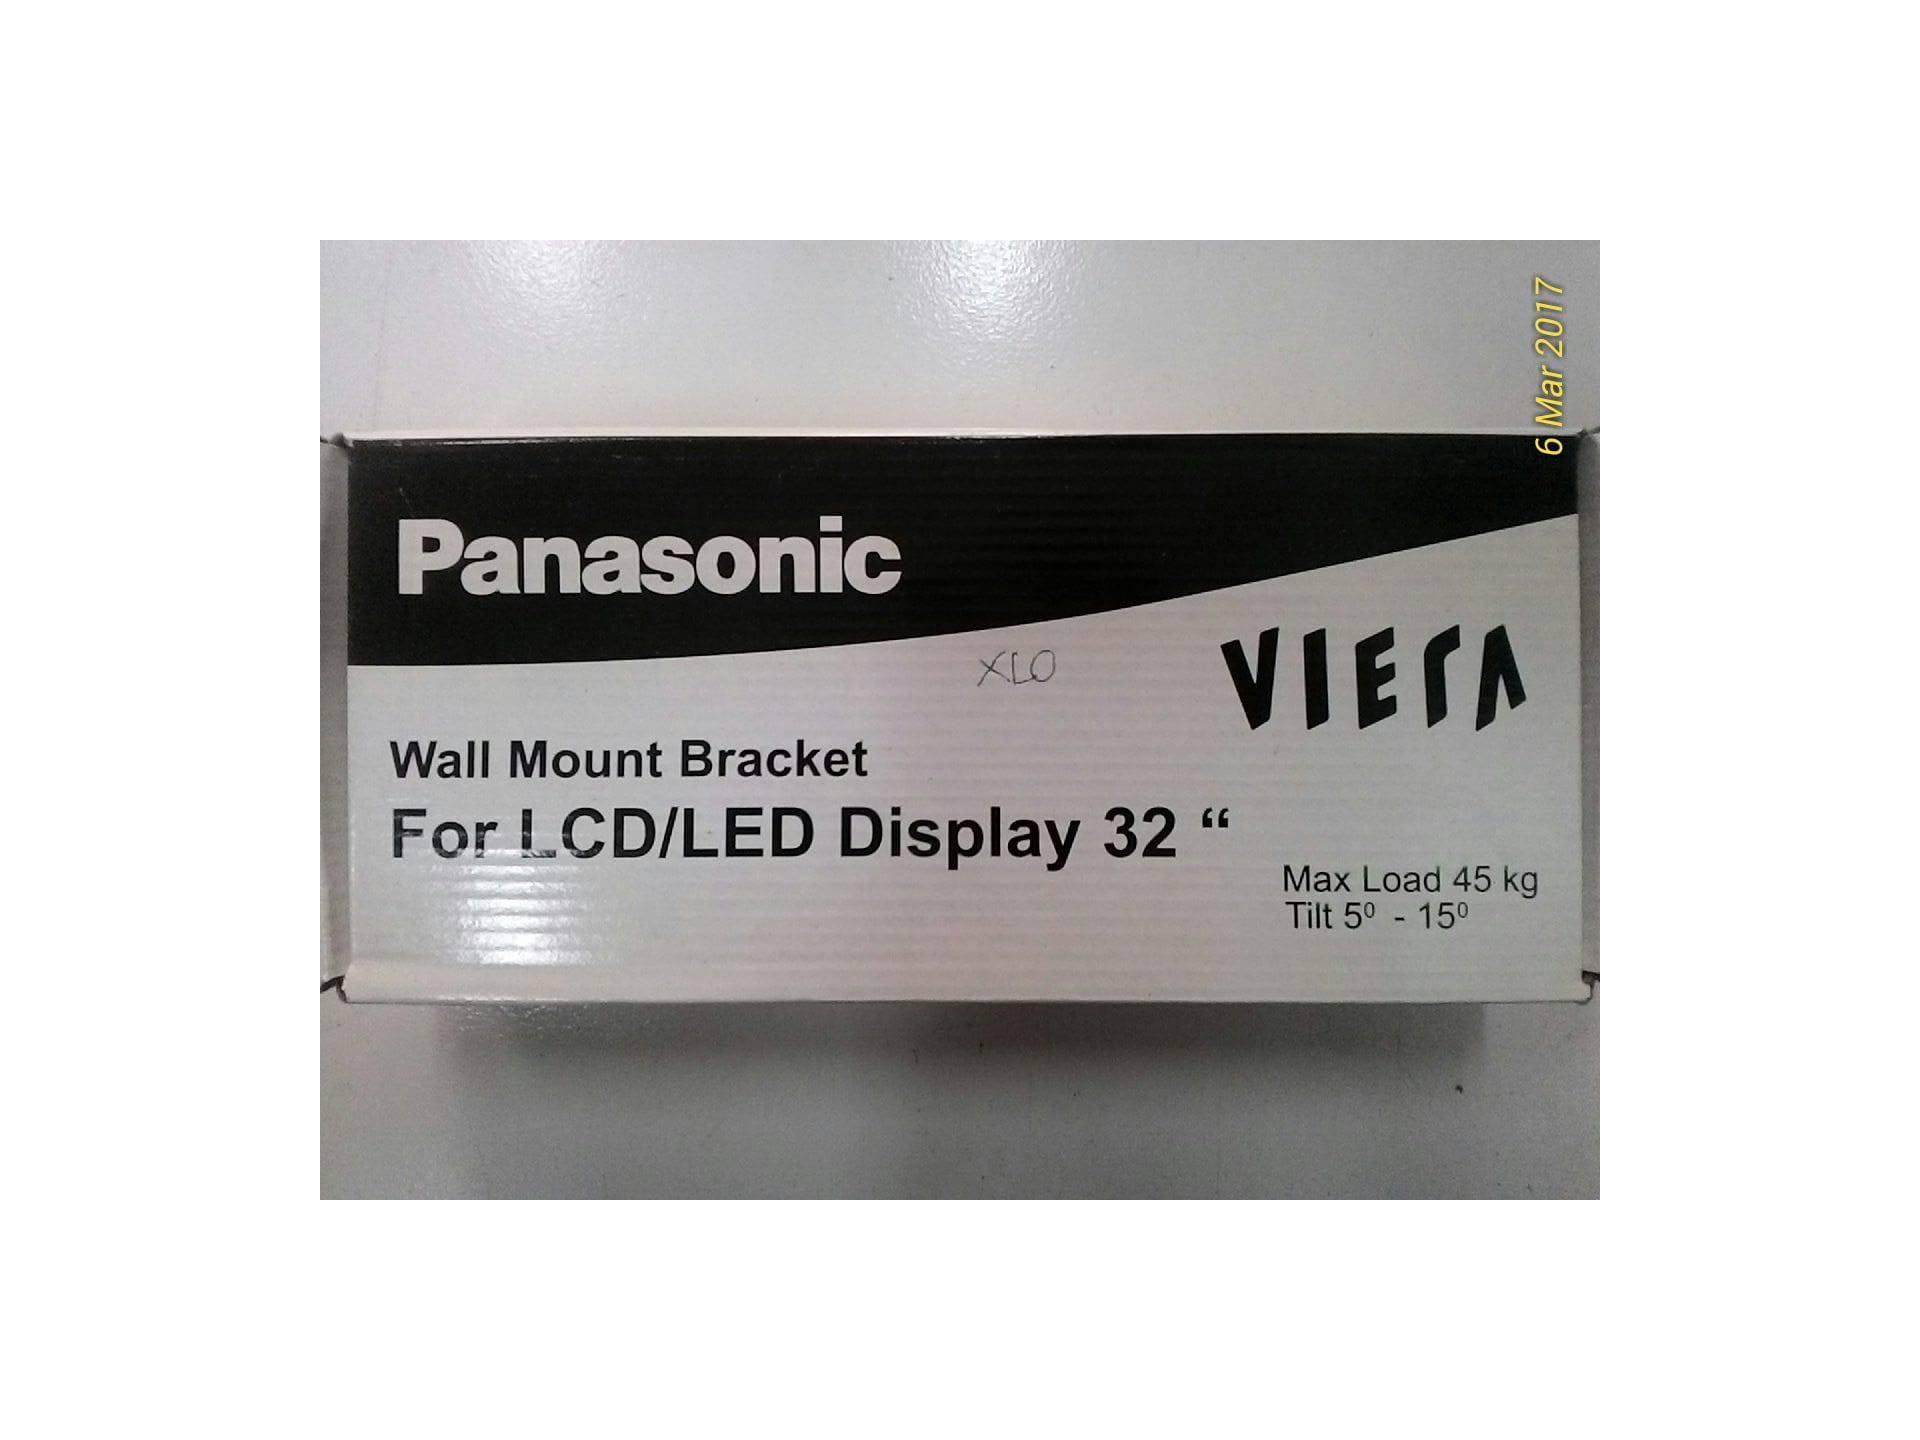 6 Mar 2017
Panasonic
VIErA
XLO
Wall Mount Bracket
For LCD/LED Display 32 “
Max Load 45 kg
Tilt 5⁰ - 15⁰